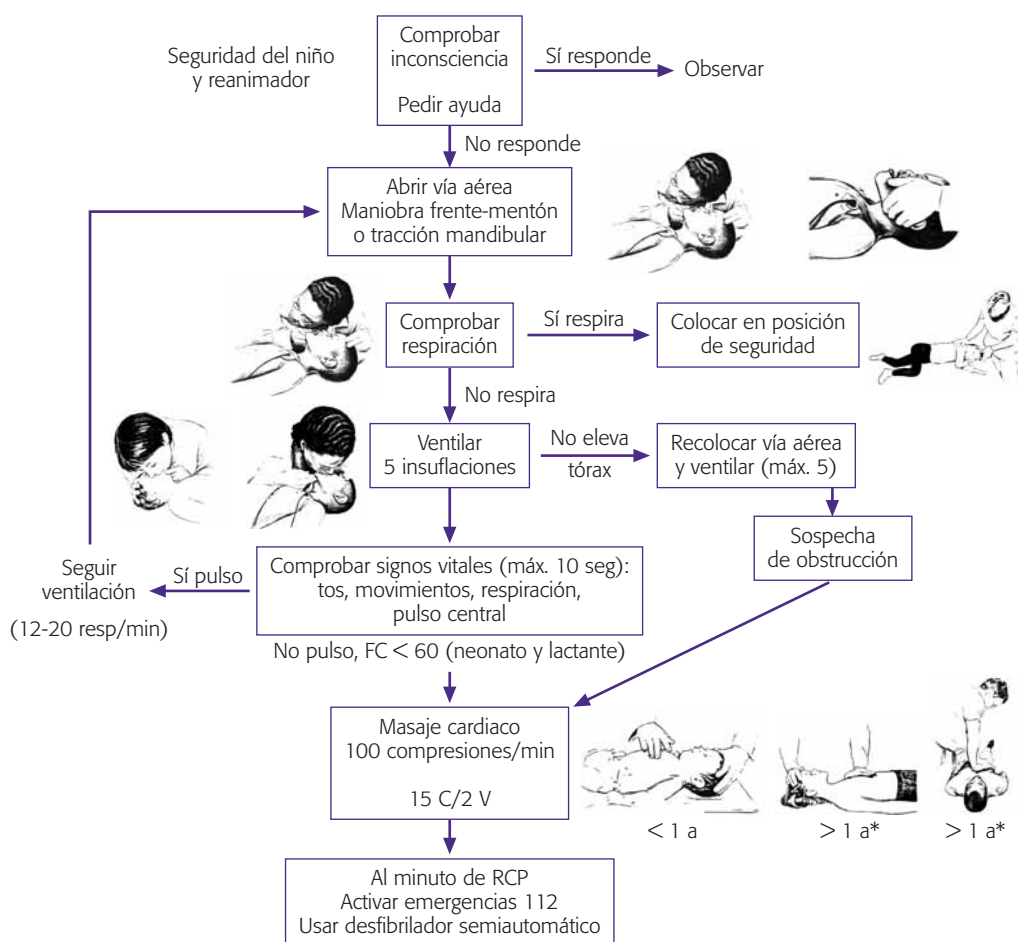 Seguridad del niño
y reanimador
Comprobar
inconsciencia
Pedir ayuda
Sí responde
Observar
No responde
Abrir vía aérea
Maniobra frente-mentón
o tracción mandibular
Comprobar
respiración
Sí respira
Colocar en posición
de seguridad
No respira
Ventilar
5 insuflaciones
No eleva
tórax
Recolocar vía aérea
y ventilar (máx. 5)
Sospecha
de obstrucción
Comprobar signos vitales (máx. 10 seg):
tos, movimientos, respiración,
pulso central
Sí pulso
Seguir
ventilación
(12-20 resp/min)
No pulso, FC < 60 (neonato y lactante)
Masaje cardiaco
100 compresiones/min
15 C/2 V
< 1 a
> 1 a*
> 1 a*
Al minuto de RCP
Activar emergencias 112
Usar desfibrilador semiautomático